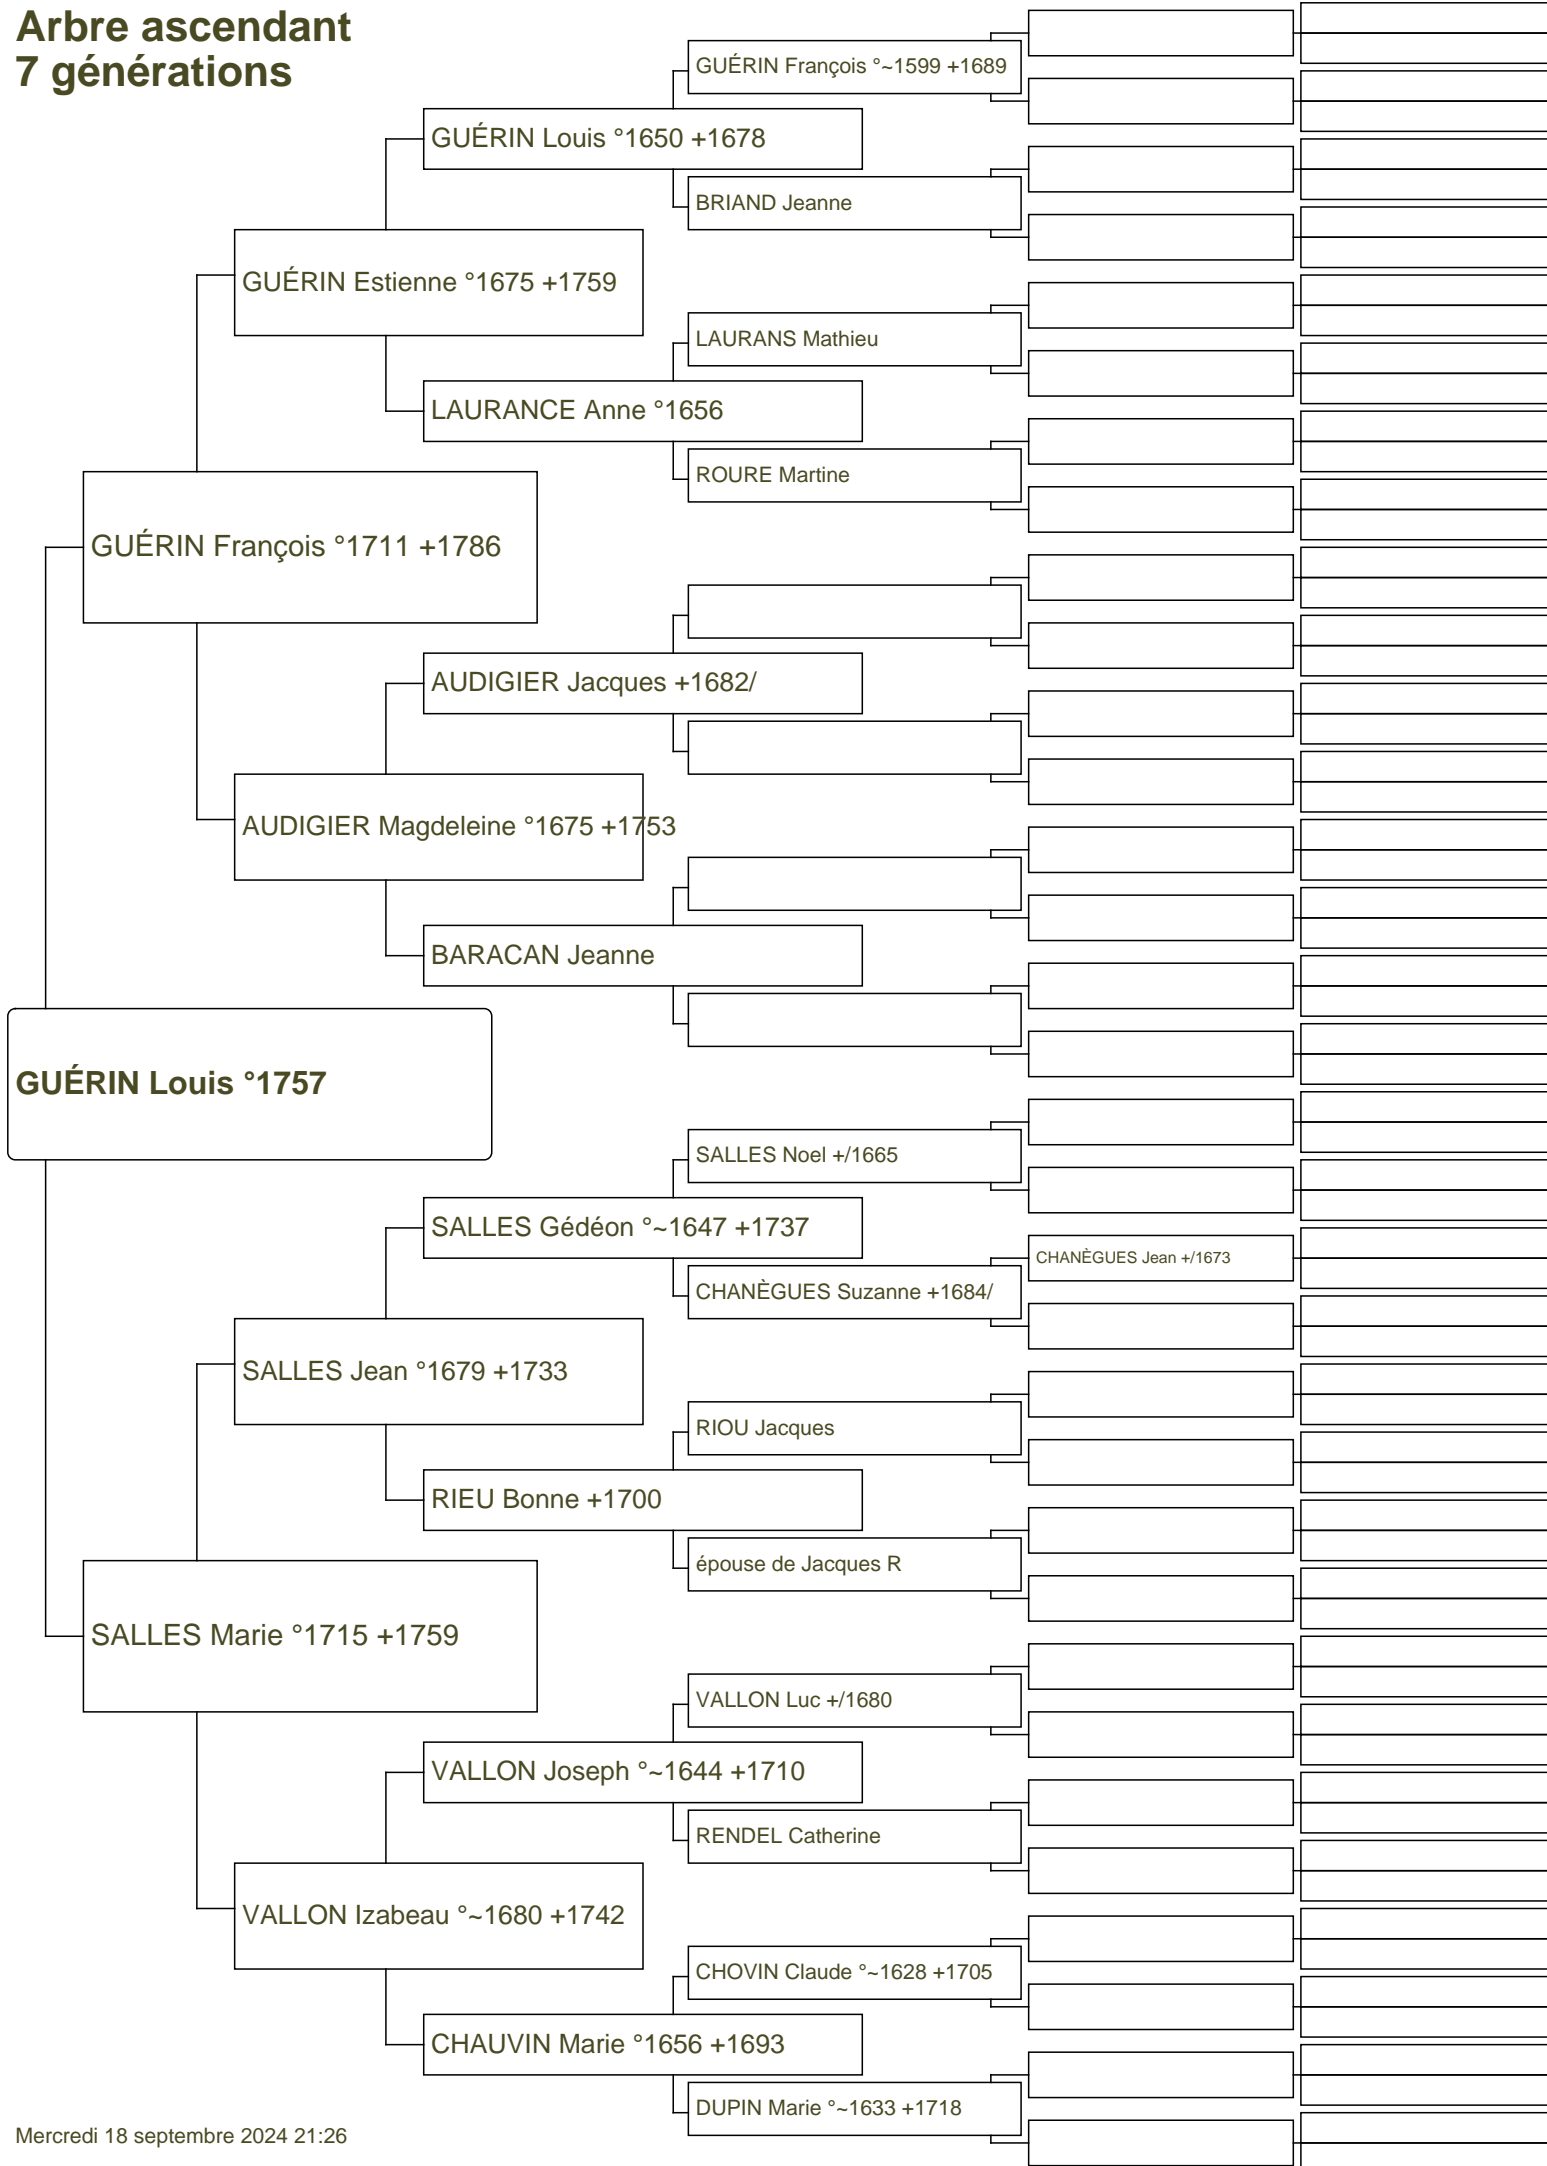 Arbre ascendant
7 générations
GUÉRIN François °~1599 +1689
GUÉRIN Louis °1650 +1678
BRIAND Jeanne
GUÉRIN Estienne °1675 +1759
LAURANS Mathieu
LAURANCE Anne °1656
ROURE Martine
GUÉRIN François °1711 +1786
AUDIGIER Jacques +1682/
AUDIGIER Magdeleine °1675 +1753
BARACAN Jeanne
GUÉRIN Louis °1757
SALLES Noel +/1665
SALLES Gédéon °~1647 +1737
CHANÈGUES Jean +/1673
CHANÈGUES Suzanne +1684/
SALLES Jean °1679 +1733
RIOU Jacques
RIEU Bonne +1700
épouse de Jacques R
SALLES Marie °1715 +1759
VALLON Luc +/1680
VALLON Joseph °~1644 +1710
RENDEL Catherine
VALLON Izabeau °~1680 +1742
CHOVIN Claude °~1628 +1705
CHAUVIN Marie °1656 +1693
DUPIN Marie °~1633 +1718
Mercredi 18 septembre 2024 21:26